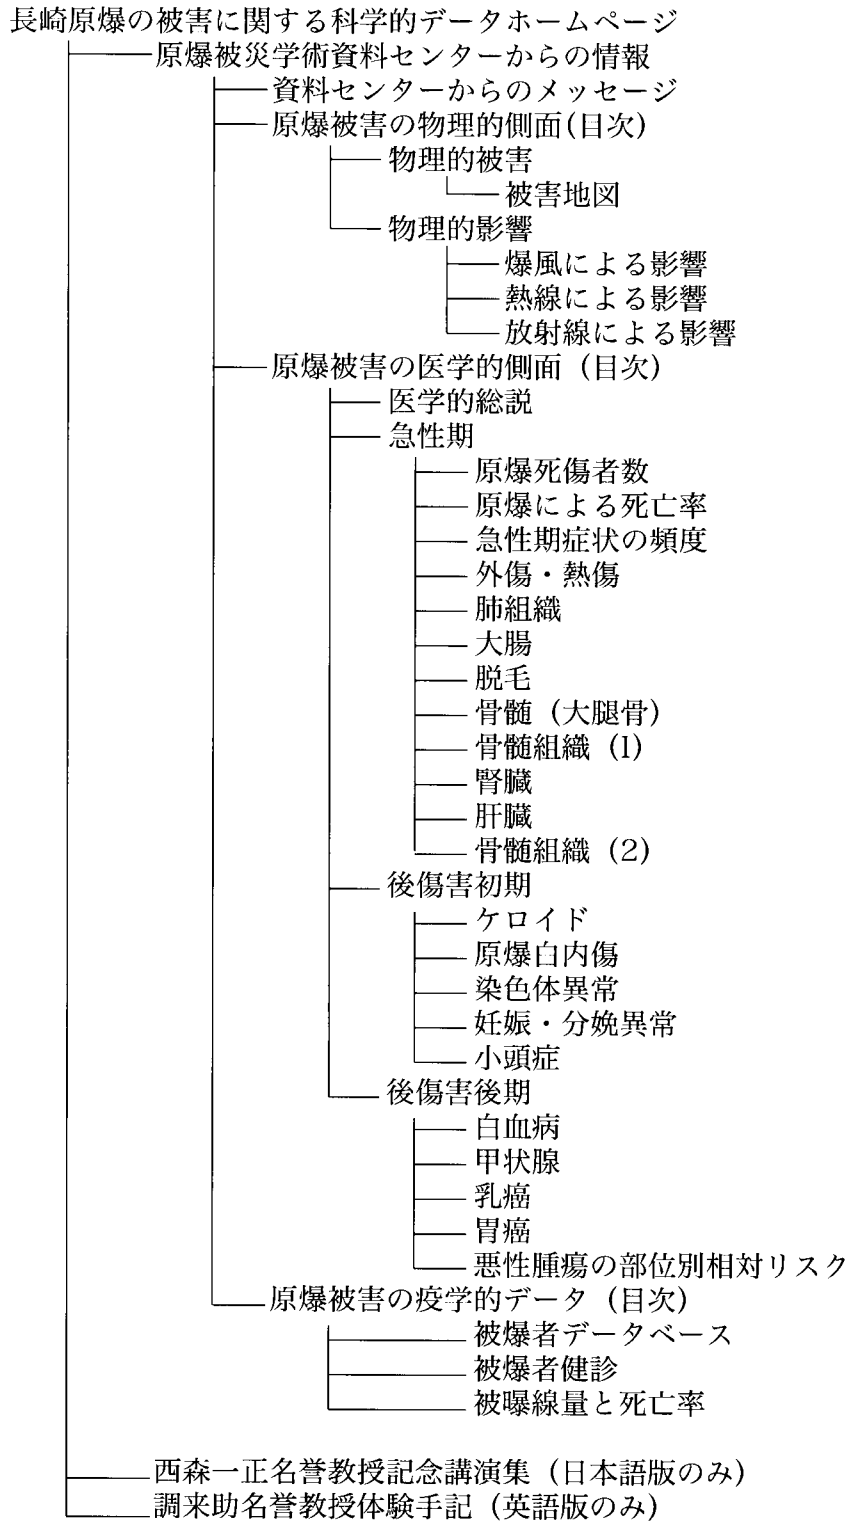 長崎原爆の被害に関する科学的データホームページ
原爆被災学術資料センターからの情報
資料センターからのメッセージ
原爆被害の物理的側面(目次)
物理的被害
被害地図
物理的影響
爆風による影響
熱線による影響
放射線による影響
原爆被害の医学的側面（目次）
医学的総説
急性期
原爆死傷者数
原爆による死亡率
急性期症状の頻度
外傷・熱傷
肺組織
大腸
脱毛
骨髄（大腿骨）
骨髄組織（1）
腎臓
肝臓
骨髄組織（2）
後傷害初期
ケロイド
原爆白内傷
染色体異常
妊娠・分娩異常
小頭症
後傷害後期
白血病
甲状腺
乳癌
胃癌
悪性腫瘍の部位別相対リスク
原爆被害の疫学的データ（目次）
被爆者データベース
被爆者健診
被曝線量と死亡率
西森一正名誉教授記念講演集（日本語版のみ）
調来助名誉教授体験手記（英語版のみ）